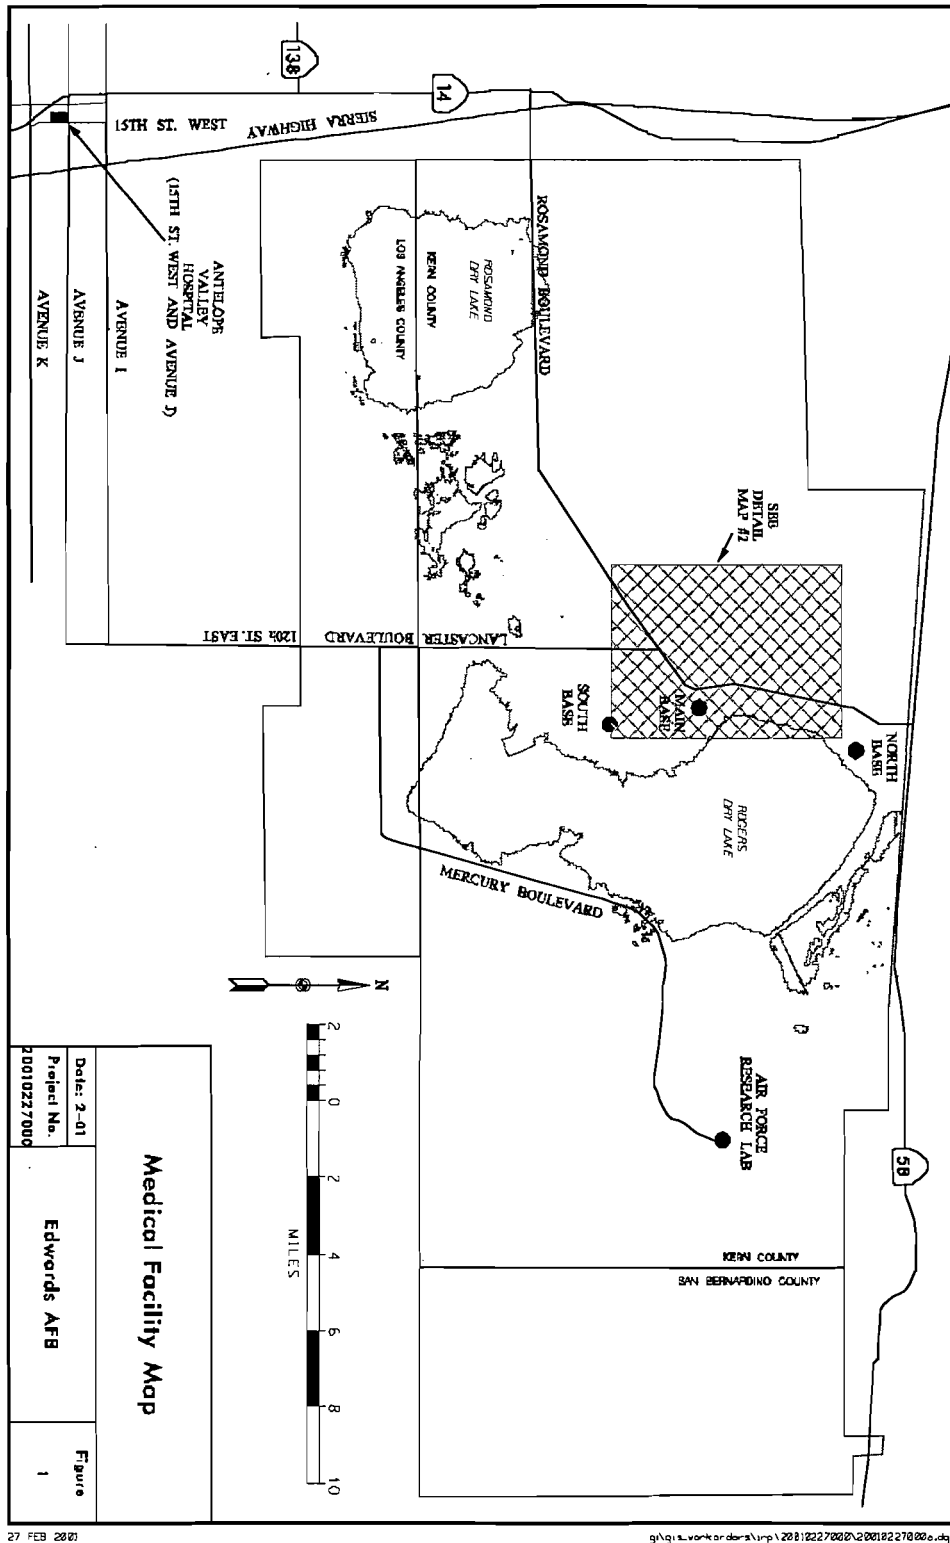 138
14
58
15TH ST. WEST
SIERRA HIGHWAY
ROSAMOND BOULEVARD
ROSAMOND
DRY LAKE
KERN COUNTY
LOS ANGELES COUNTY
ANTELOPE
VALLEY
HOSPITAL
(15TH ST. WEST AND AVENUE J)
AVENUE I
AVENUE J
AVENUE K
SEE
DETAIL
MAP #2
120h ST. EAST
LANCASTER BOULEVARD
NORTH
BASE
MAIN
BASE
SOUTH
BASE
ROGERS
DRY LAKE
MERCURY BOULEVARD
AIR FORCE
RESEARCH LAB
KERN COUNTY
SAN BERNARDINO COUNTY
N
2 0 2 4 6 8 10
MILES
Medical Facility Map
Date: 2-01
Project No.
20010227000
Edwards AFB
Figure
1
27 FEB 2001